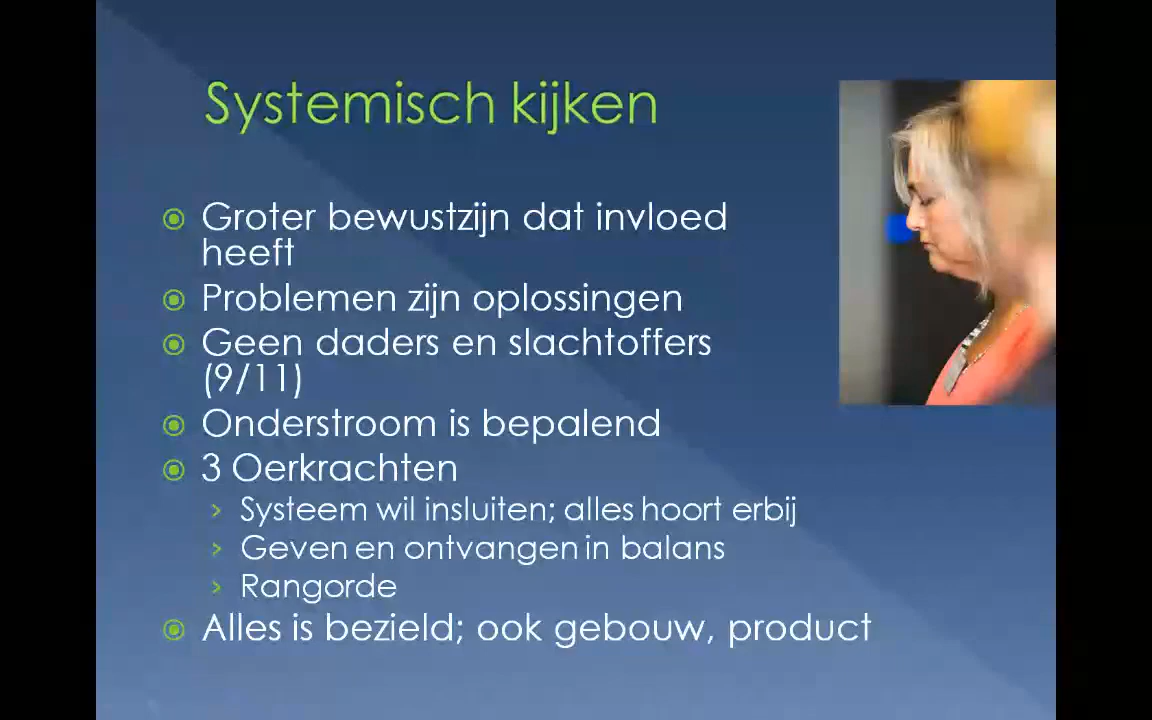 Systemisch kijken
Groter bewustzijn dat invloed
heeft
Problemen zijn oplossingen
Geen daders en slachtoffers
(9/11)
Onderstroom is bepalend
3 Oerkrachten
Systeem wil insluiten; alles hoort erbij
Geven en ontvangen in balans
Rangorde
Alles is bezield; ook gebouw, product